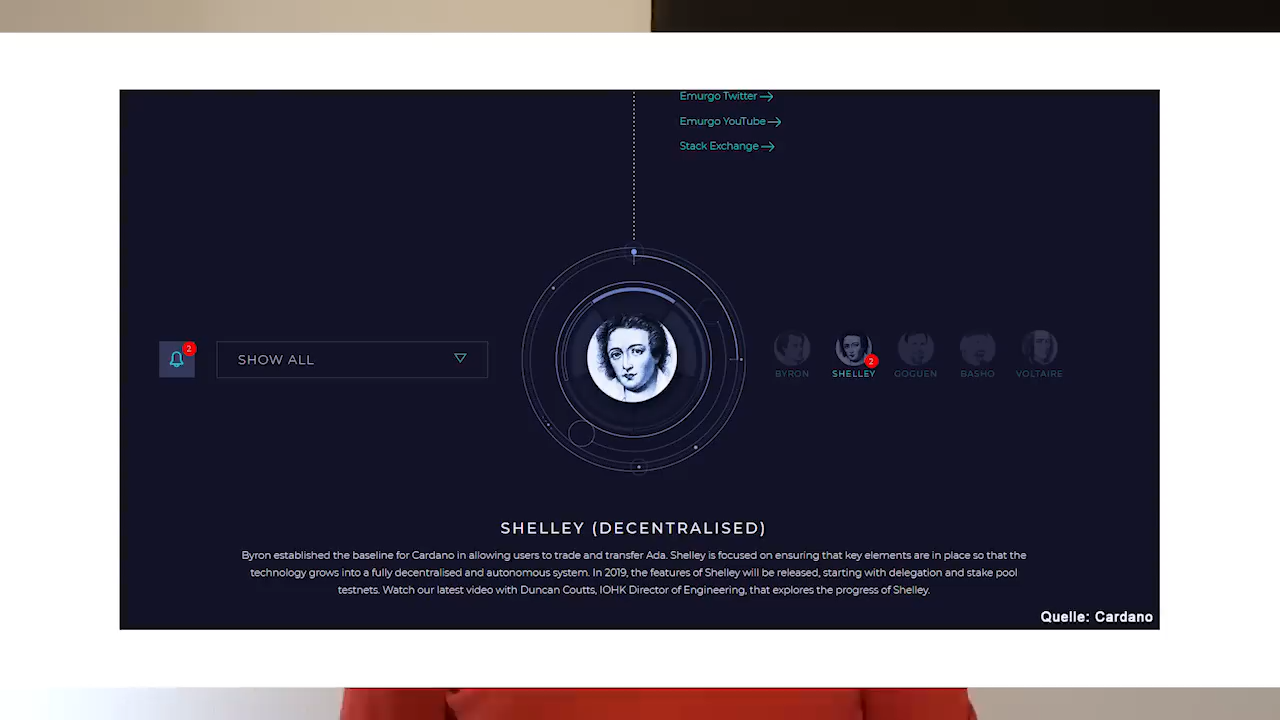 Emurgo Twitter
Emurgo YouTube
Stack Exchange
2
SHOW ALL
2
BYRON
SHELLEY
GOGUEN
BASHO
VOLTAIRE
SHELLEY (DECENTRALISED)
Byron established the baseline for Cardano in allowing users to trade and transfer Ada. Shelley is focused on ensuring that key elements are in place so that the
technology grows into a fully decentralised and autonomous system. In 2019, the features of Shelley will be released, starting with delegation and stake pool
testnets. Watch our latest video with Duncan Coutts, IOHK Director of Engineering, that explores the progress of Shelley.
Quelle: Cardano